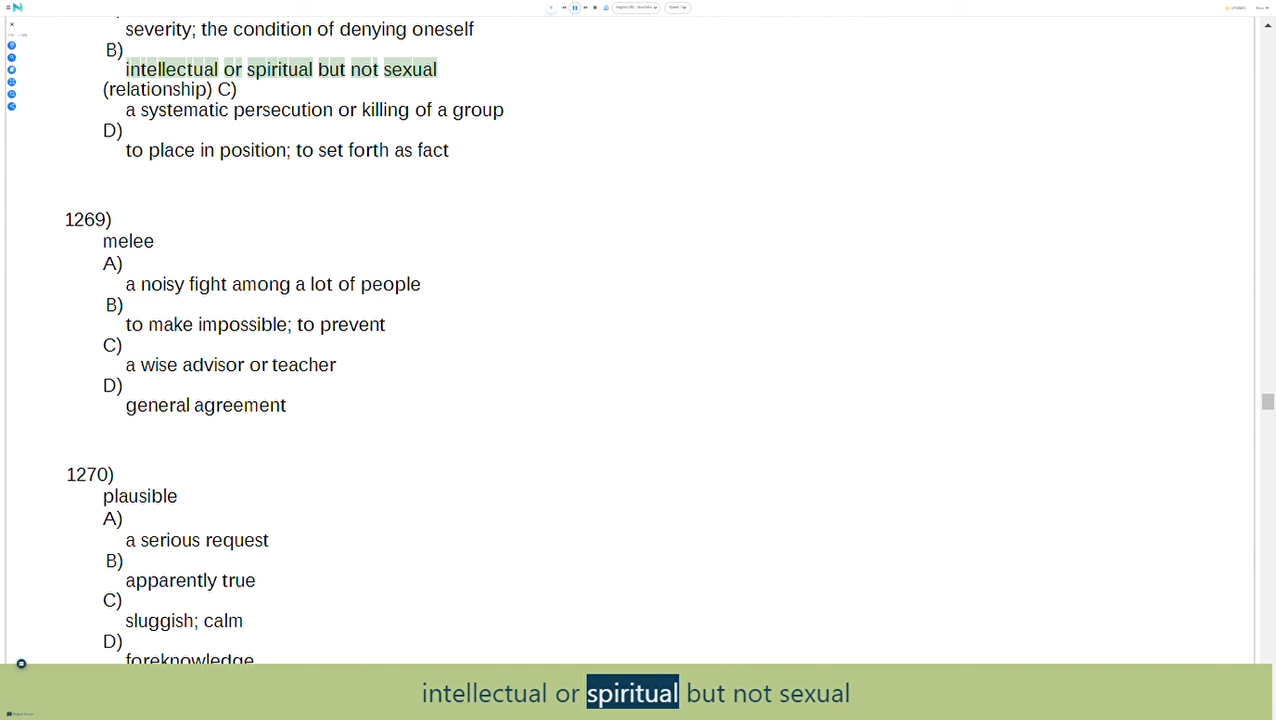 severity; the condition of denying oneself
B)
intellectual or spiritual but not sexual
(relationship) C)
a systematic persecution or killing of a group
D)
to place in position; to set forth as fact
1269)
melee
A)
a noisy fight among a lot of people
B)
to make impossible; to prevent
C)
a wise advisor or teacher
D)
general agreement
1270)
plausible
A)
a serious request
B)
apparently true
C)
sluggish; calm
D)
foreknowledge
intellectual or spiritual but not sexual